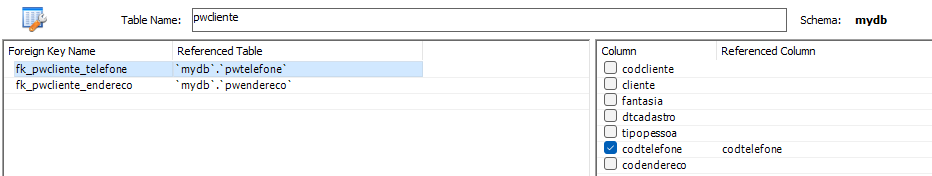 Table Name: pwcliente Schema: mydb
Foreign Key Name Referenced Table
fk_pwcliente_telefone `mydb`.`pwtelefone`
fk_pwcliente_endereco `mydb`.`pwendereco`
Column Referenced Column
codcliente
cliente
fantasia
dtcadastro
tipopessoa
codtelefone codtelefone
codendereco